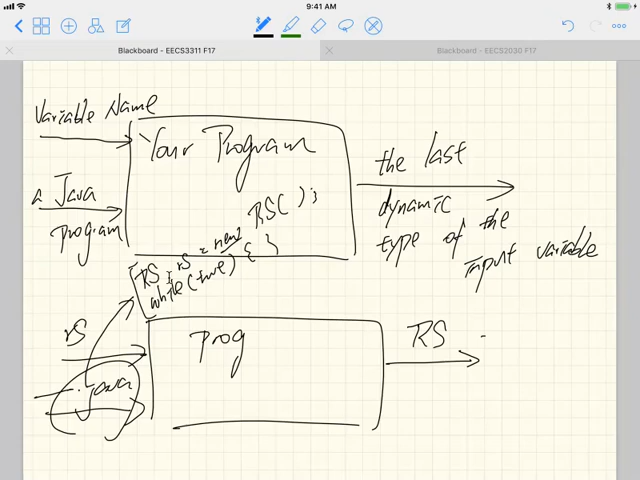 9:41 AM
Blackboard - EECS3311 F17
Blackboard - EECS2030 F17
Variable Name
Your Program
a Java
Program
the last
dynamic
type of the
input variable
RS rS = new RS();
while(true) { }
rS
Prog
.java
RS